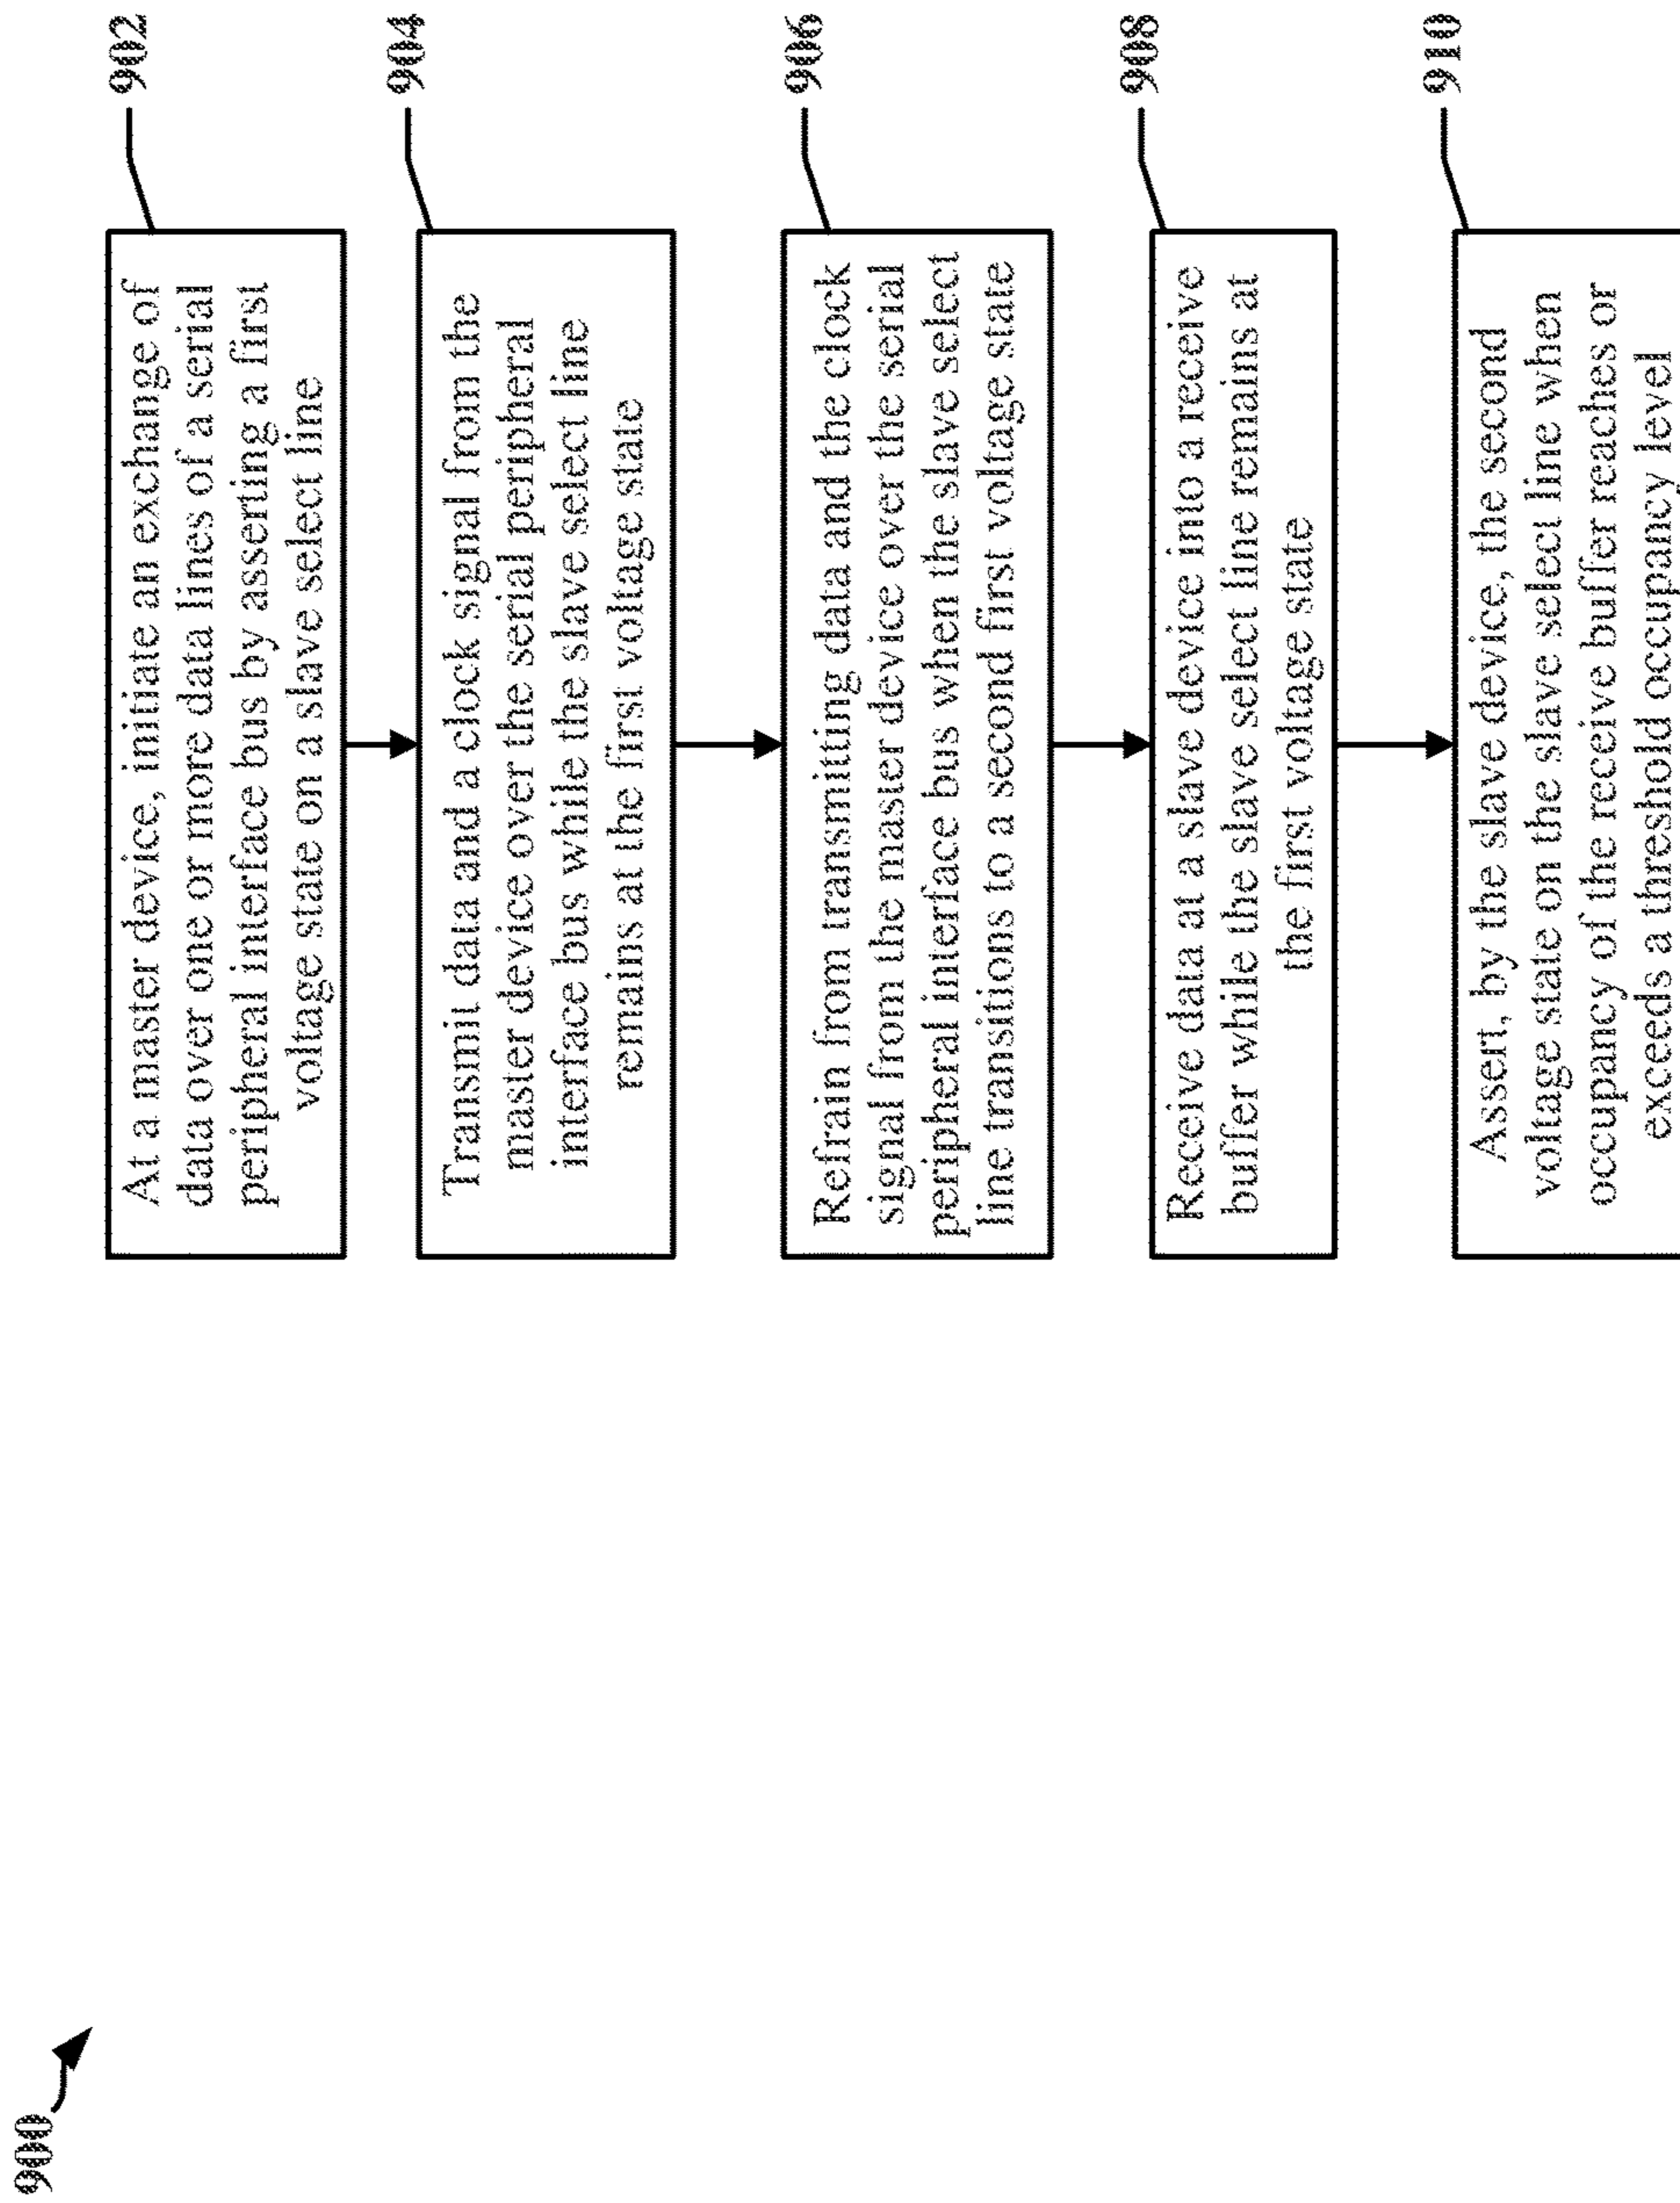 900
At a master device, initiate an exchange of
data over one or more data lines of a serial
peripheral interface bus by asserting a first
voltage state on a slave select line
902
Transmit data and a clock signal from the
master device over the serial peripheral
interface bus while the slave select line
remains at the first voltage state
904
Refrain from transmitting data and the clock
signal from the master device over the serial
peripheral interface bus when the slave select
line transitions to a second first voltage state
906
Receive data at a slave device into a receive
buffer while the slave select line remains at
the first voltage state
908
Assert, by the slave device, the second
voltage state on the slave select line when
occupancy of the receive buffer reaches or
exceeds a threshold occupancy level
910